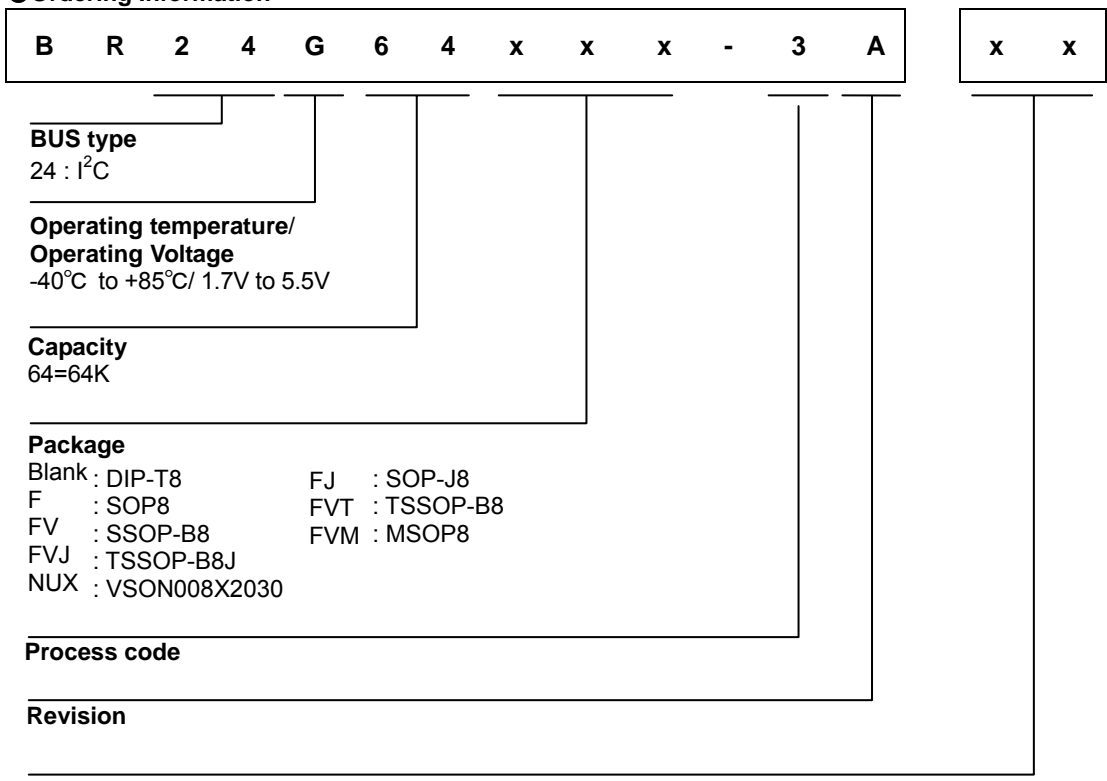 B R 2 4 G 6 4 x x x - 3 A x x
BUS type
24 : I²C
Operating temperature/
Operating Voltage
-40℃ to +85℃/ 1.7V to 5.5V
Capacity
64=64K
Package
Blank : DIP-T8
F : SOP8
FV : SSOP-B8
FVJ : TSSOP-B8J
NUX : VSON008X2030
FJ : SOP-J8
FVT : TSSOP-B8
FVM : MSOP8
Process code
Revision